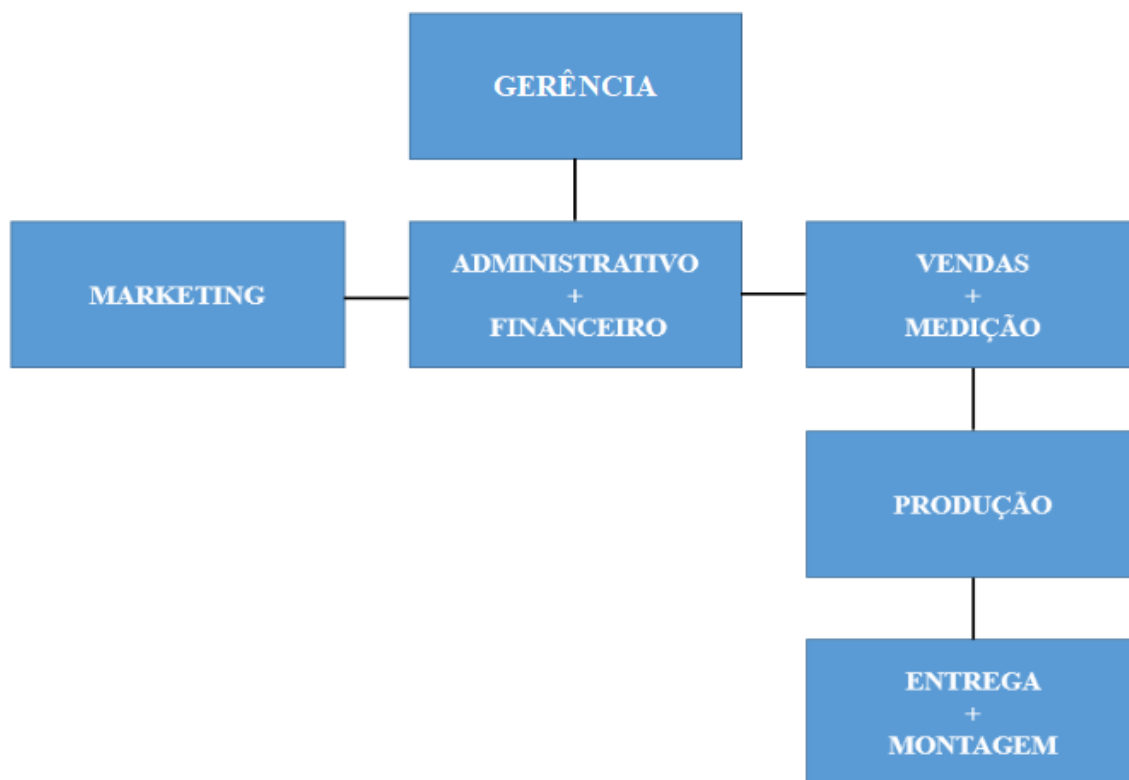 GERÊNCIA
MARKETING
ADMINISTRATIVO
+
FINANCEIRO
VENDAS
+
MEDIÇÃO
PRODUÇÃO
ENTREGA
+
MONTAGEM